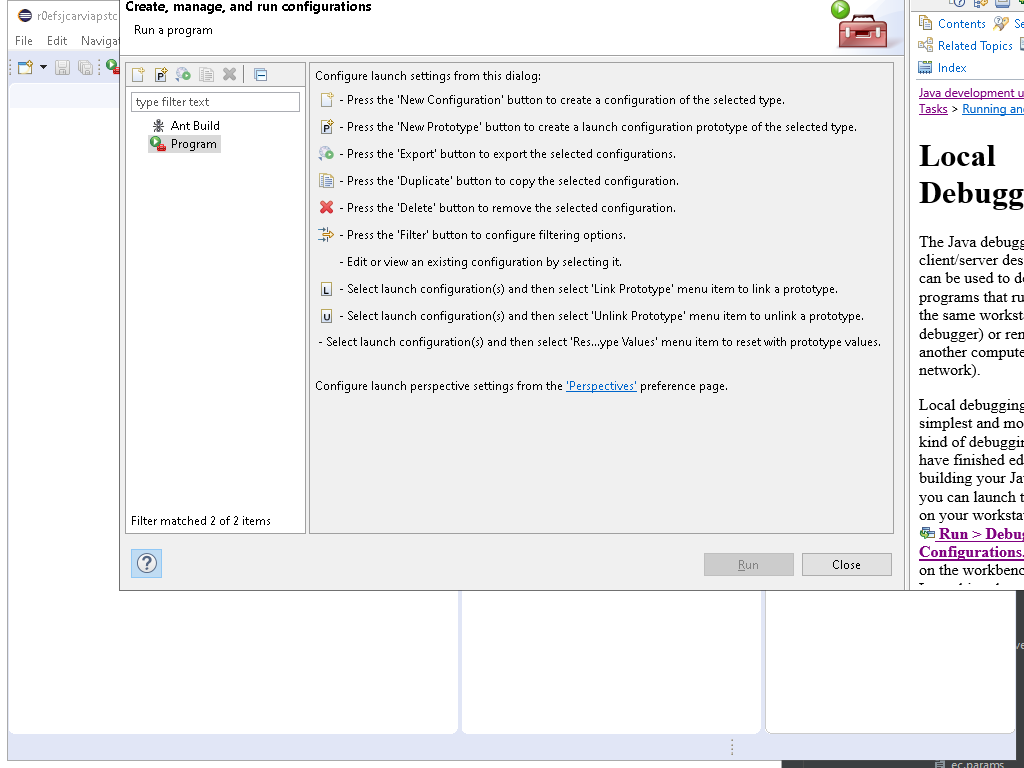 r0efsjcarviapstc
File Edit Naviga
Create, manage, and run configurations
Run a program
type filter text
Ant Build
Program
Filter matched 2 of 2 items
Configure launch settings from this dialog:
- Press the 'New Configuration' button to create a configuration of the selected type.
- Press the 'New Prototype' button to create a launch configuration prototype of the selected type.
- Press the 'Export' button to export the selected configurations.
- Press the 'Duplicate' button to copy the selected configuration.
- Press the 'Delete' button to remove the selected configuration.
- Press the 'Filter' button to configure filtering options.
- Edit or view an existing configuration by selecting it.
- Select launch configuration(s) and then select 'Link Prototype' menu item to link a prototype.
- Select launch configuration(s) and then select 'Unlink Prototype' menu item to unlink a prototype.
- Select launch configuration(s) and then select 'Res...ype Values' menu item to reset with prototype values.
Configure launch perspective settings from the 'Perspectives' preference page.
Run Close
Contents Se
Related Topics
Index
Java development u
Tasks > Running an
Local
Debugg
The Java debugg
client/server des
can be used to de
programs that ru
the same worksta
debugger) or ren
another compute
network).
Local debugging
simplest and mo
kind of debuggin
have finished ed
building your Ja
you can launch t
on your worksta
Run > Debug
Configurations.
on the workbenc
ec.params